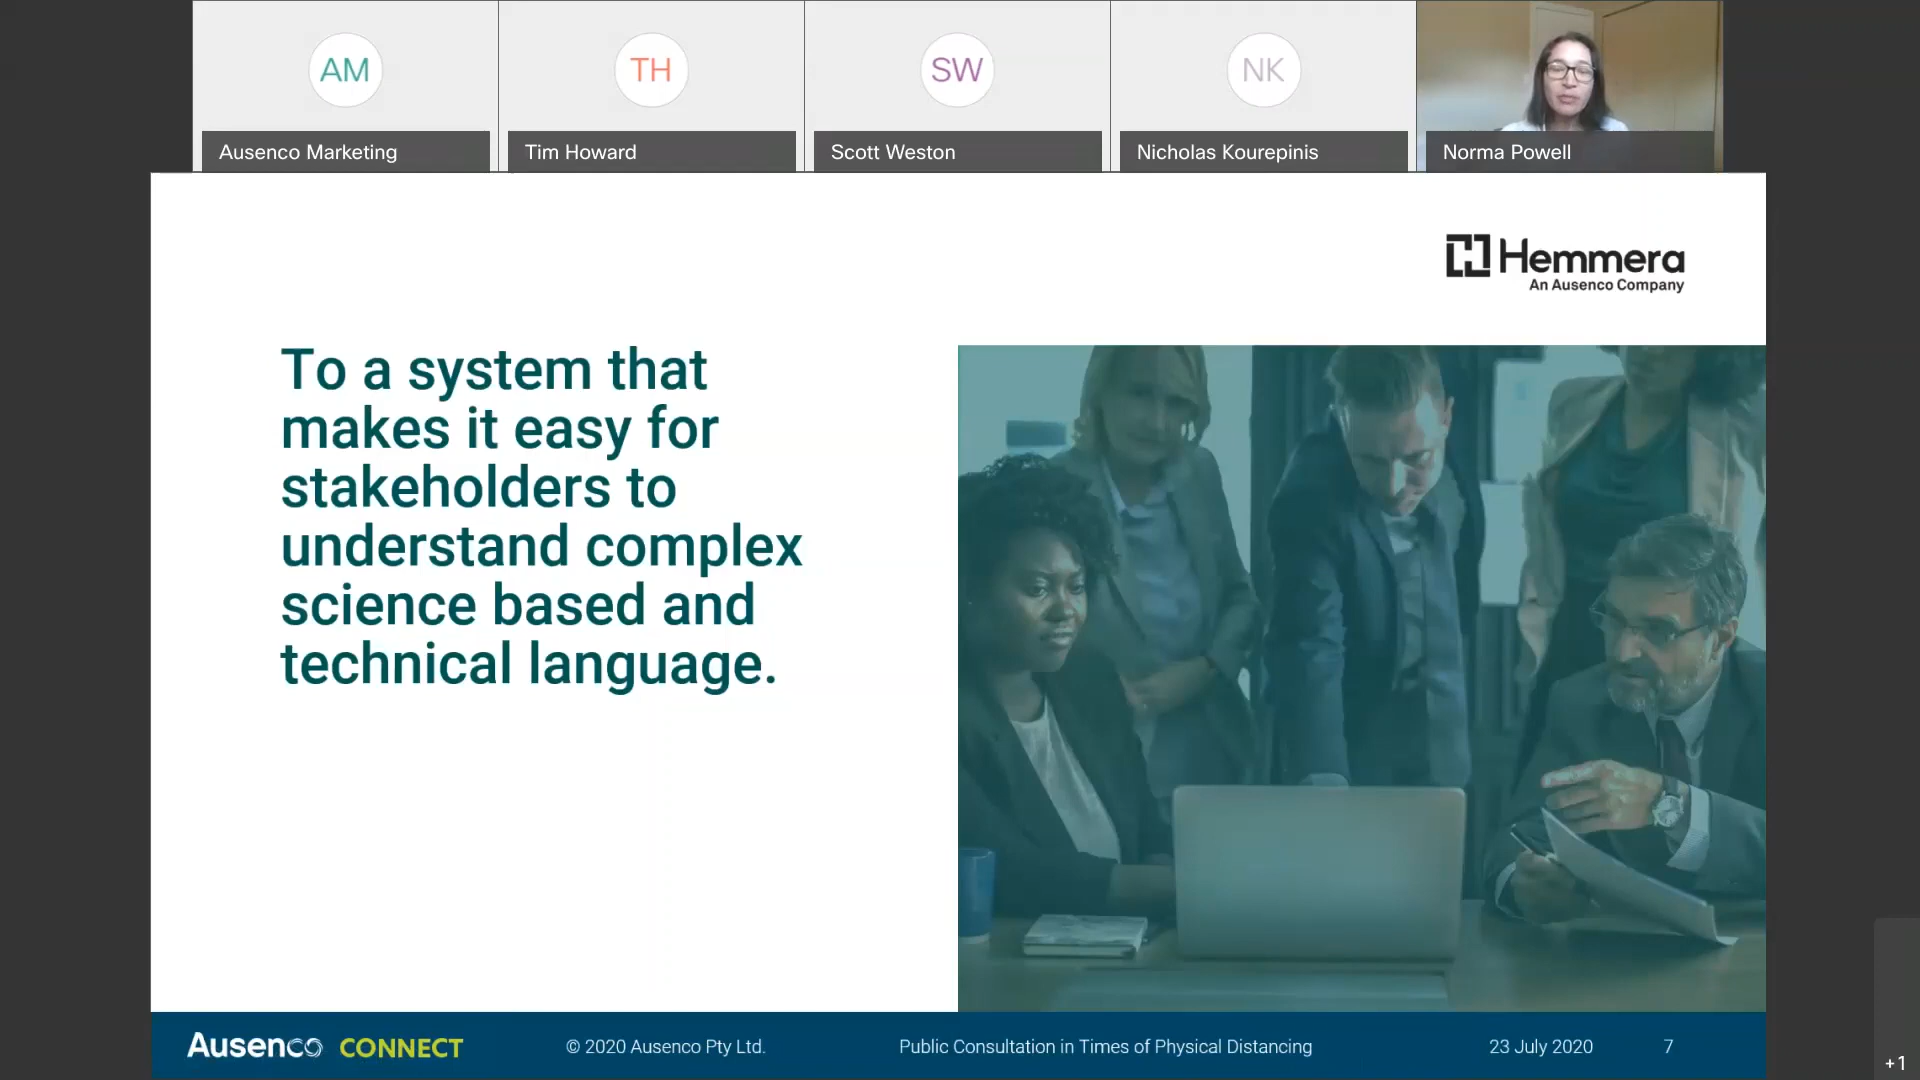 AM
TH
SW
NK
Ausenco Marketing
Tim Howard
Scott Weston
Nicholas Kourepinis
Norma Powell
Hemmera
An Ausenco Company
To a system that
makes it easy for
stakeholders to
understand complex
science based and
technical language.
Ausenco CONNECT
© 2020 Ausenco Pty Ltd.
Public Consultation in Times of Physical Distancing
23 July 2020
7
+1